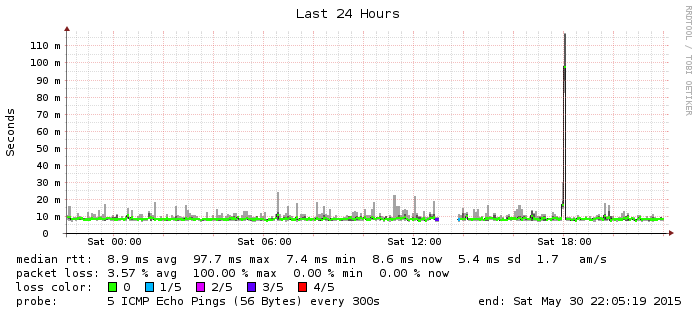 Last 24 Hours
RRDTOOL / TOBI OETIKER
Seconds
110 m
100 m
90 m
80 m
70 m
60 m
50 m
40 m
30 m
20 m
10 m
0
Sat 00:00 Sat 06:00 Sat 12:00 Sat 18:00
median rtt: 8.9 ms avg 97.7 ms max 7.4 ms min 8.6 ms now 5.4 ms sd 1.7 am/s
packet loss: 3.57 % avg 100.00 % max 0.00 % min 0.00 % now
loss color: 0 1/5 2/5 3/5 4/5
probe: 5 ICMP Echo Pings (56 Bytes) every 300s end: Sat May 30 22:05:19 2015